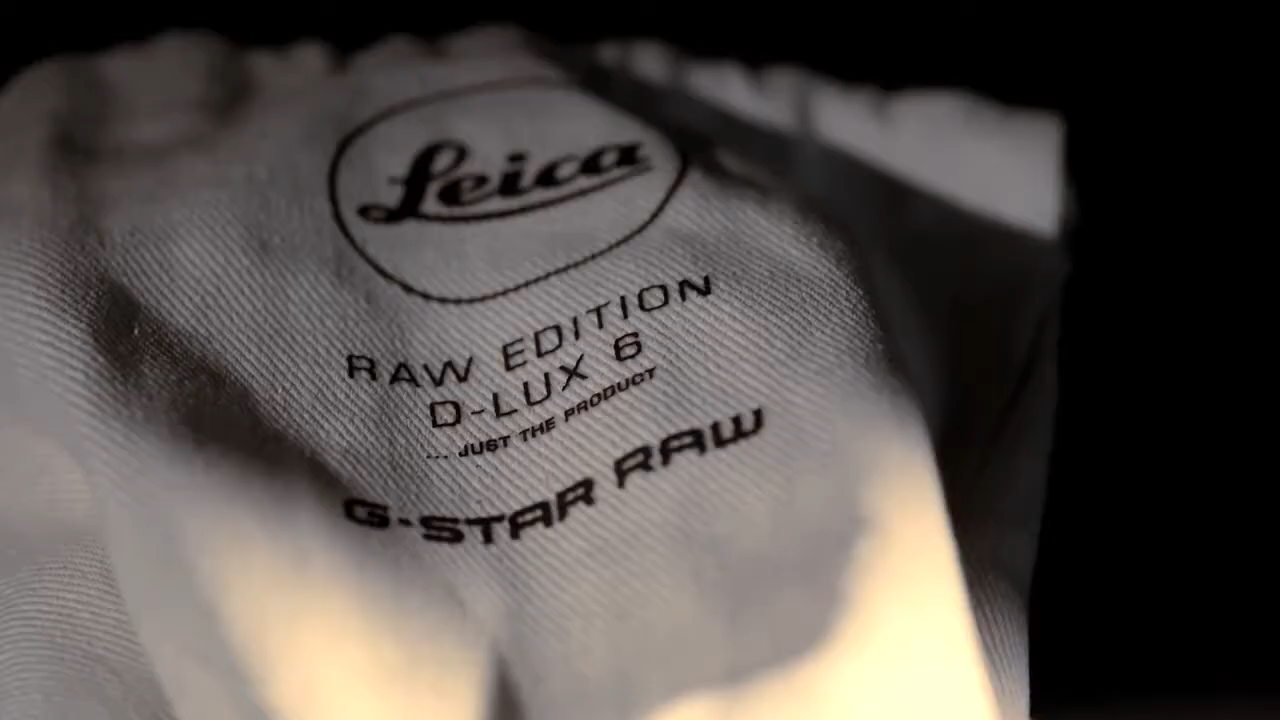 Leica
RAW EDITION
D-LUX 6
... JUST THE PRODUCT
G-STAR RAW